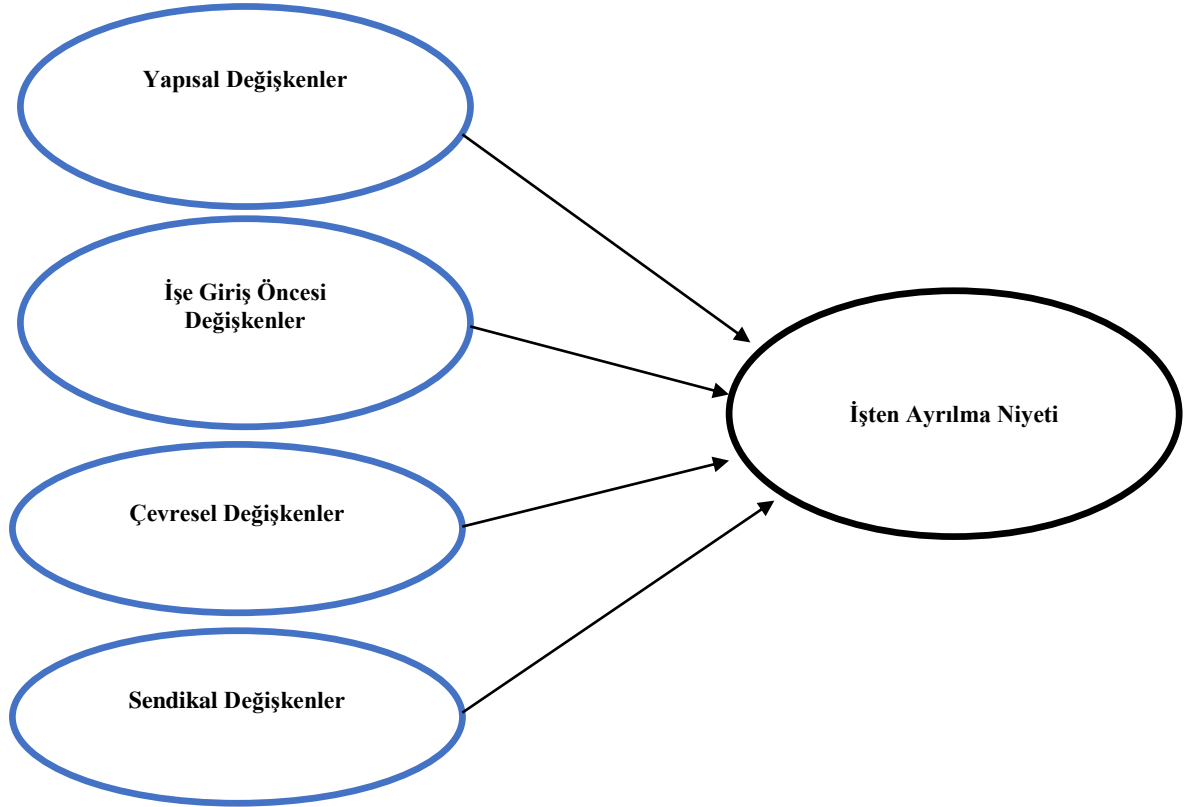 Yapısal Değişkenler
İşe Giriş Öncesi
Değişkenler
İşten Ayrılma Niyeti
Çevresel Değişkenler
Sendikal Değişkenler